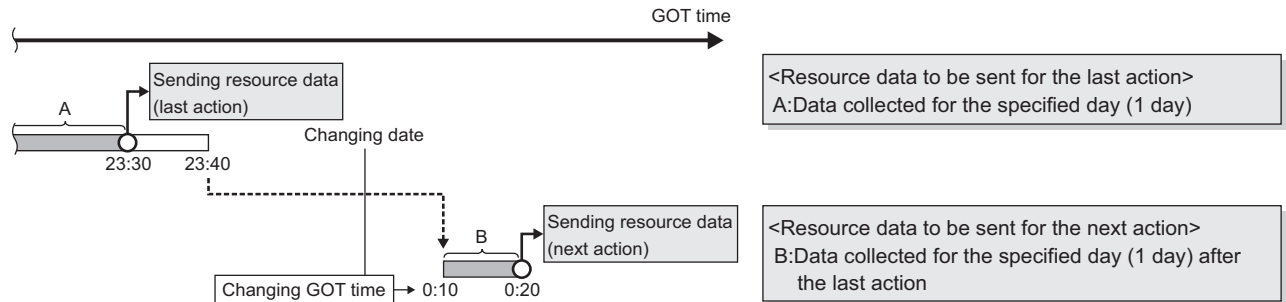 GOT time
Sending resource data
(last action)
<Resource data to be sent for the last action>
A:Data collected for the specified day (1 day)
A
Changing date
23:30
23:40
Sending resource data
(next action)
<Resource data to be sent for the next action>
B:Data collected for the specified day (1 day) after
the last action
B
Changing GOT time
0:10
0:20